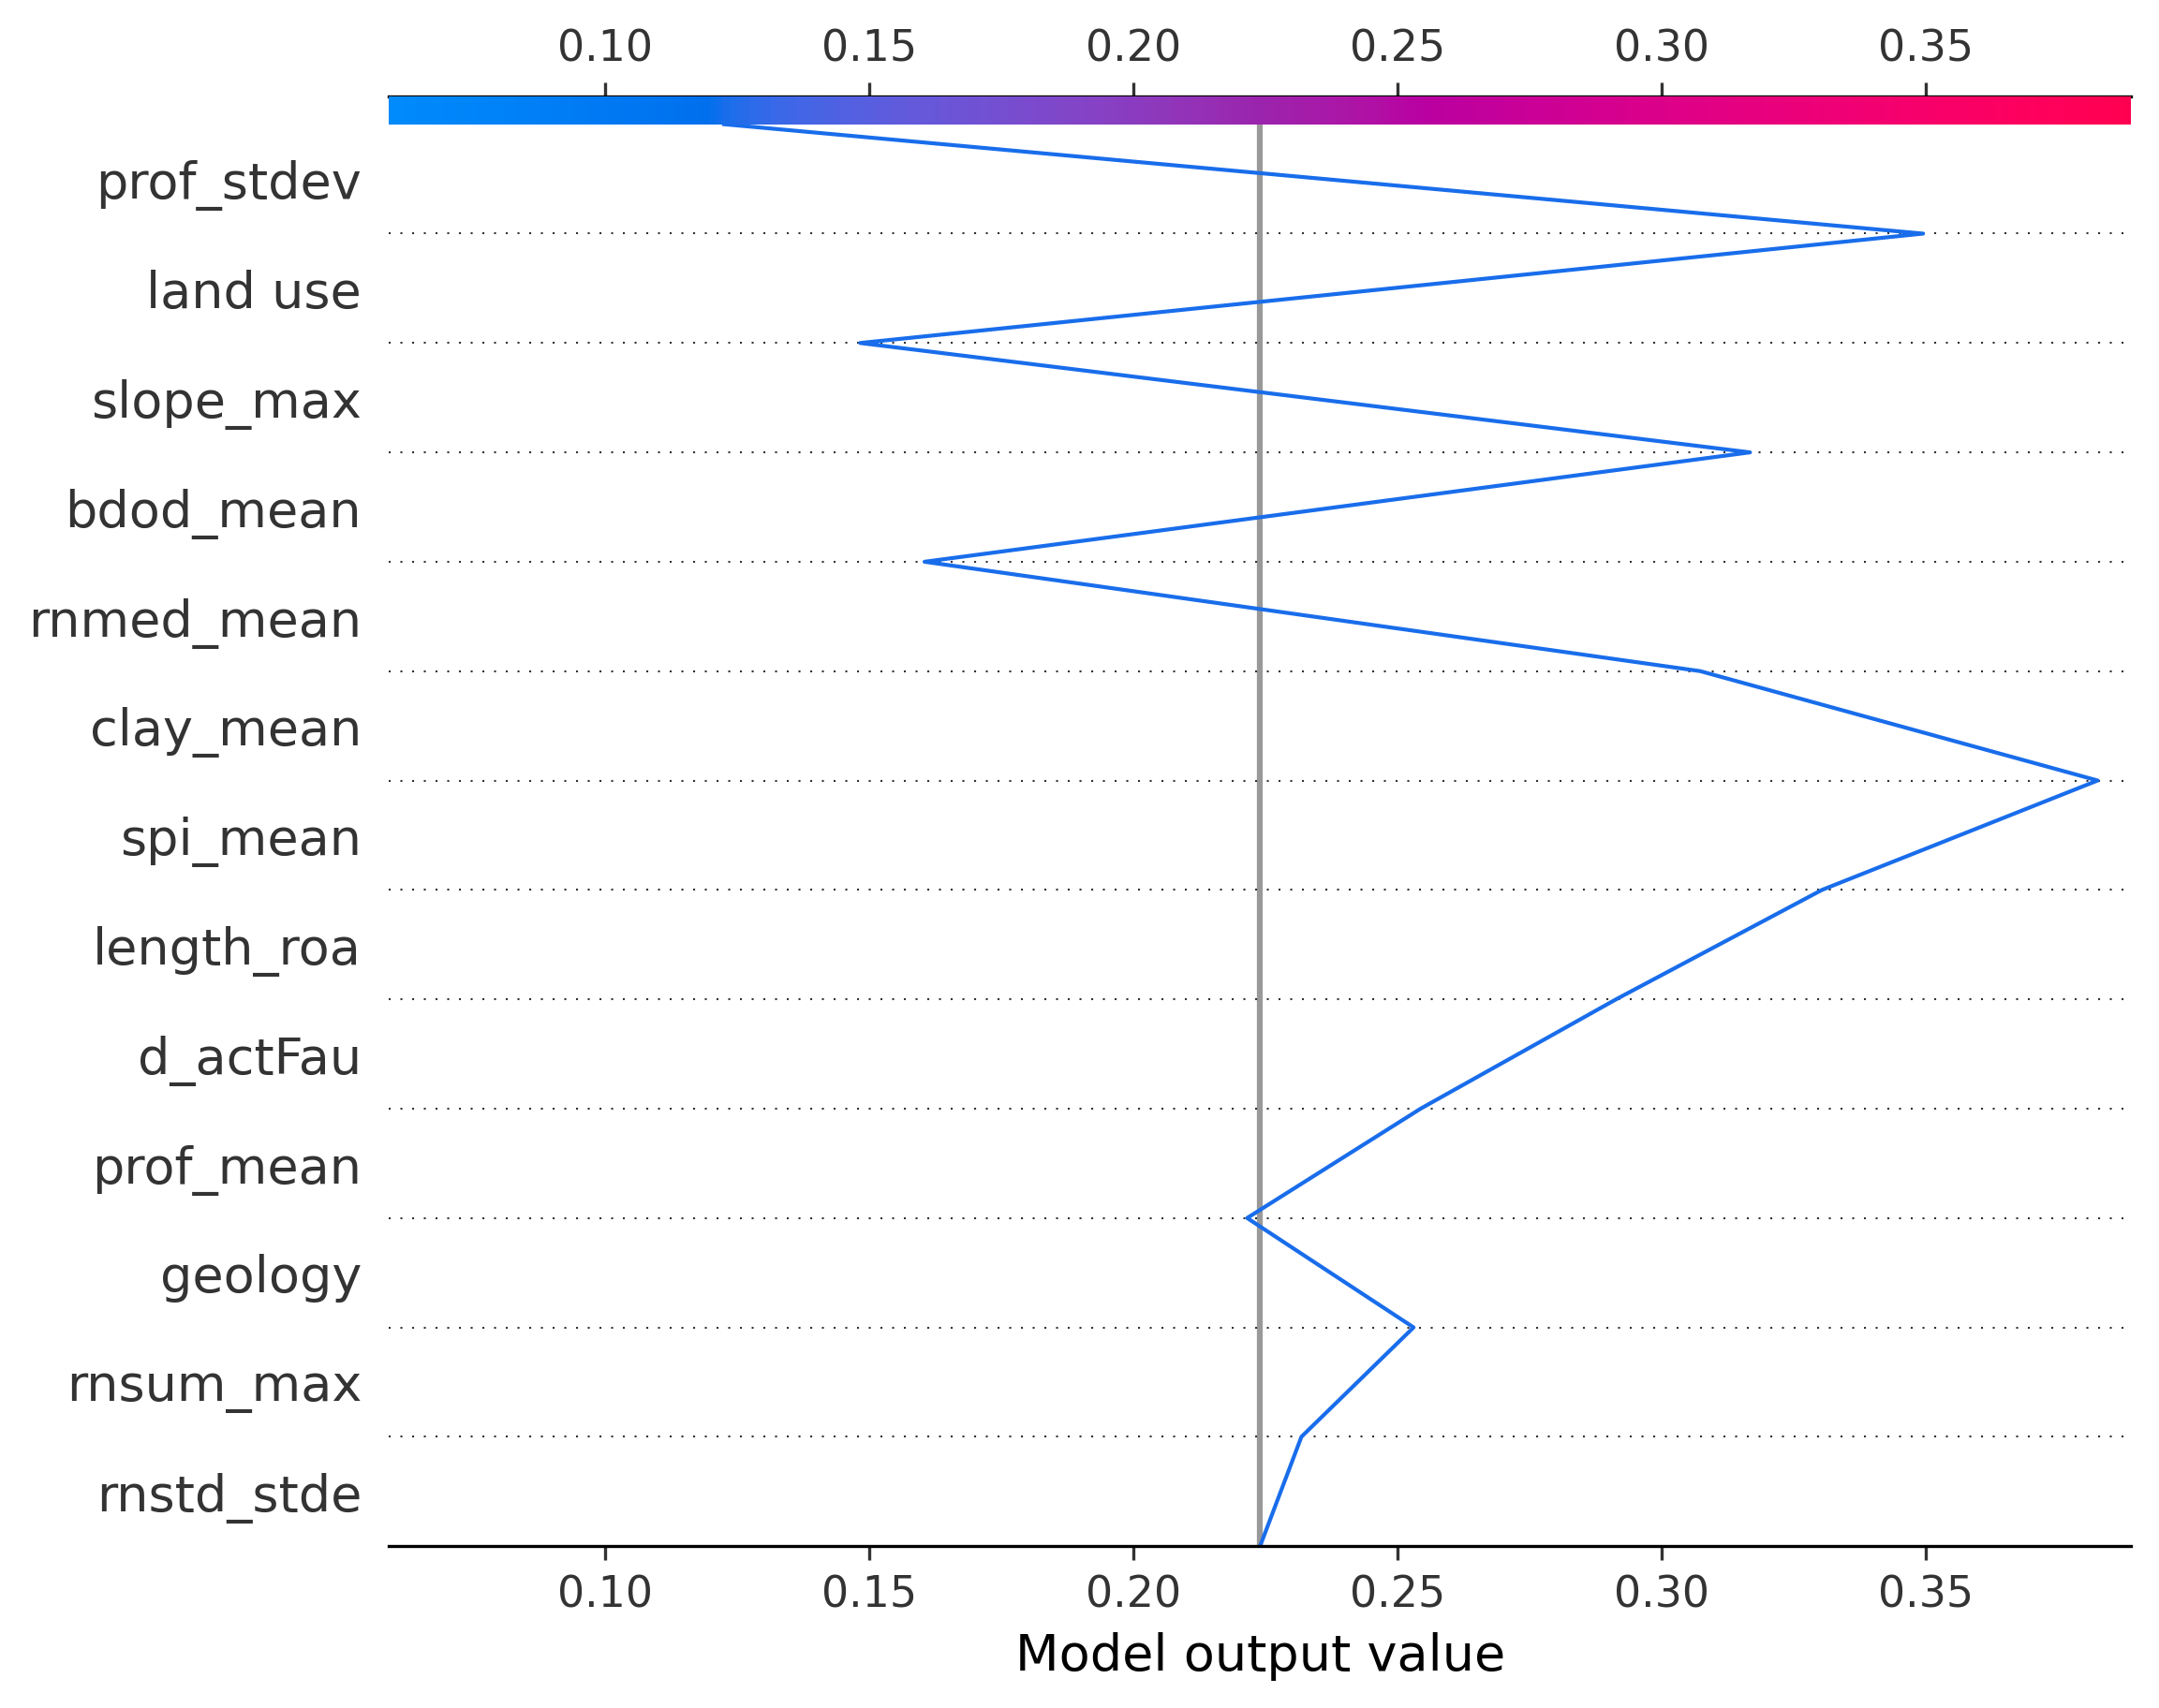 0.10 0.15 0.20 0.25 0.30 0.35
prof_stdev
land use
slope_max
bdod_mean
rnmed_mean
clay_mean
spi_mean
length_roa
d_actFau
prof_mean
geology
rnsum_max
rnstd_stde
0.10 0.15 0.20 0.25 0.30 0.35
Model output value